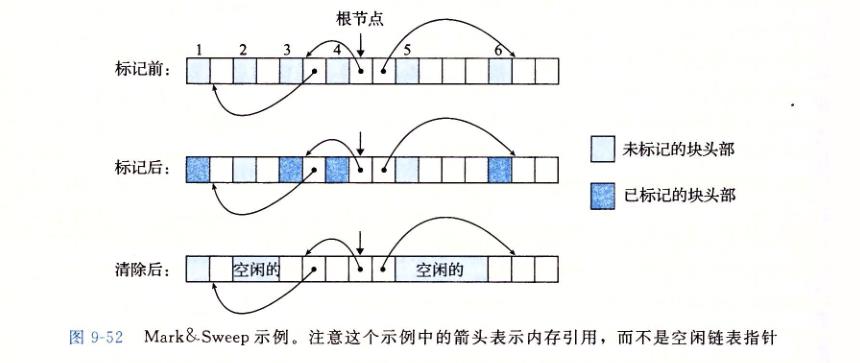 根节点
1 2 3 4 5 6
标记前：
标记后：
未标记的块头部
已标记的块头部
清除后：
空闲的 空闲的
图 9-52 Mark&Sweep 示例。注意这个示例中的箭头表示内存引用，而不是空闲链表指针